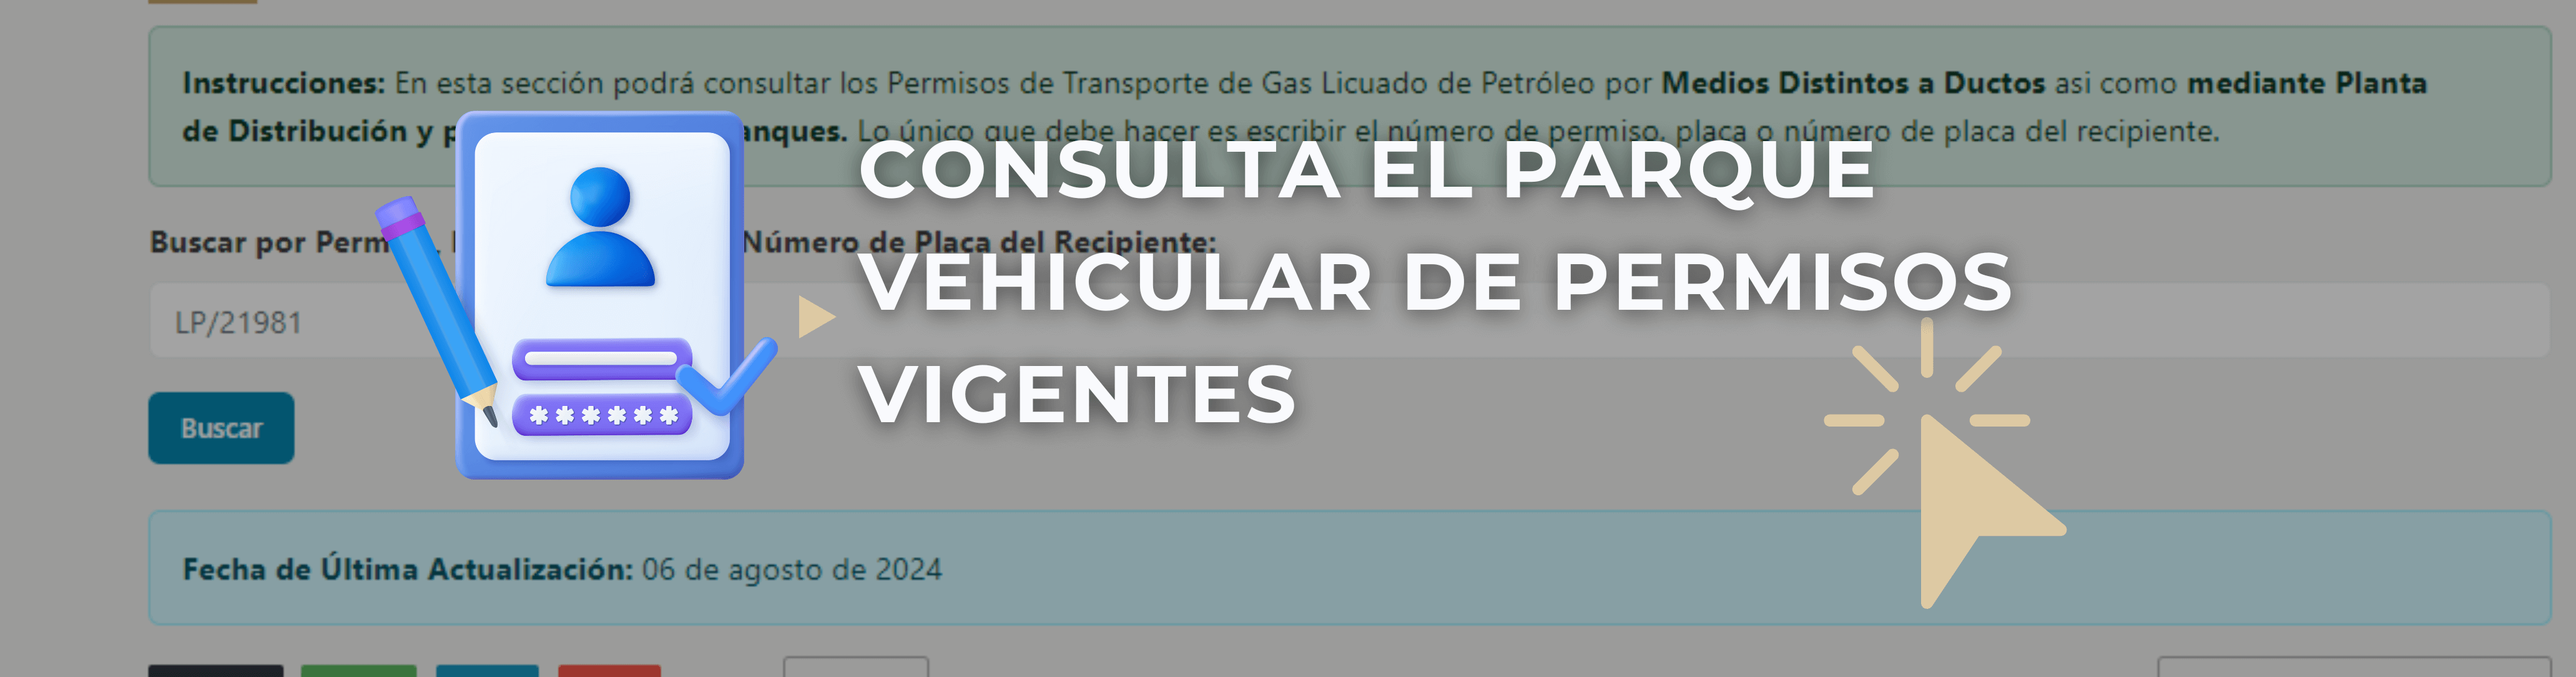 Instrucciones: En esta sección podrá consultar los Permisos de Transporte de Gas Licuado de Petróleo por Medios Distintos a Ductos asi como mediante Planta
de Distribución y anques. Lo único que debe hacer es escribir el número de permiso, placa o número de placa del recipiente.
CONSULTA EL PARQUE
Buscar por Número de Placa del Recipiente:
VEHICULAR DE PERMISOS
LP/21981
VIGENTES
Buscar
******
Fecha de Última Actualización: 06 de agosto de 2024